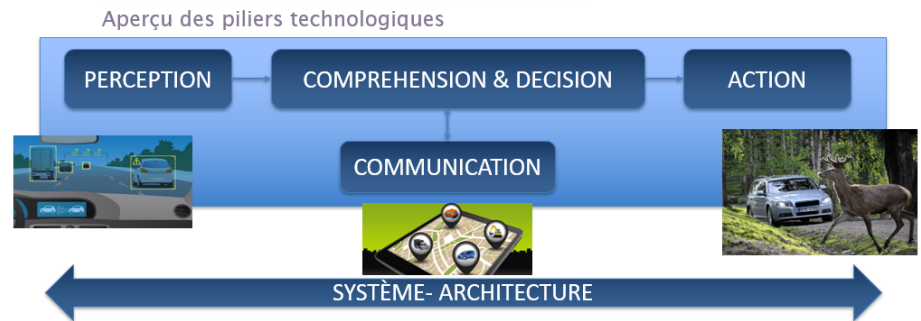 Aperçu des piliers technologiques
PERCEPTION
COMPREHENSION & DECISION
ACTION
COMMUNICATION
SYSTÈME- ARCHITECTURE